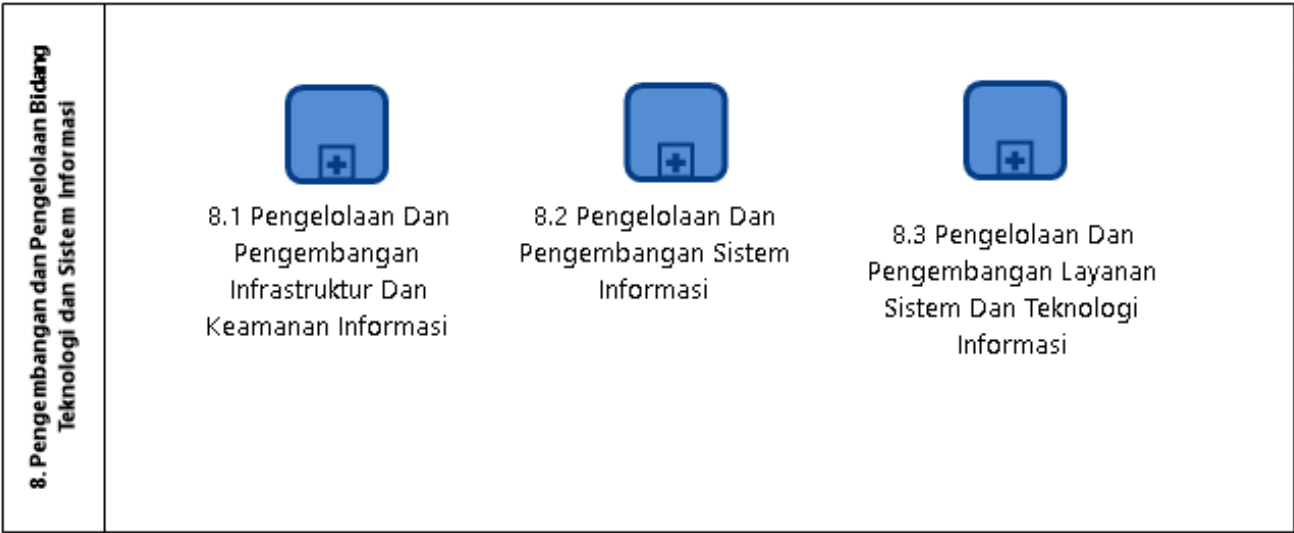 8. Pengembangan dan Pengelolaan Bidang
Teknologi dan Sistem Informasi
8.1 Pengelolaan Dan
Pengembangan
Infrastruktur Dan
Keamanan Informasi
8.2 Pengelolaan Dan
Pengembangan Sistem
Informasi
8.3 Pengelolaan Dan
Pengembangan Layanan
Sistem Dan Teknologi
Informasi